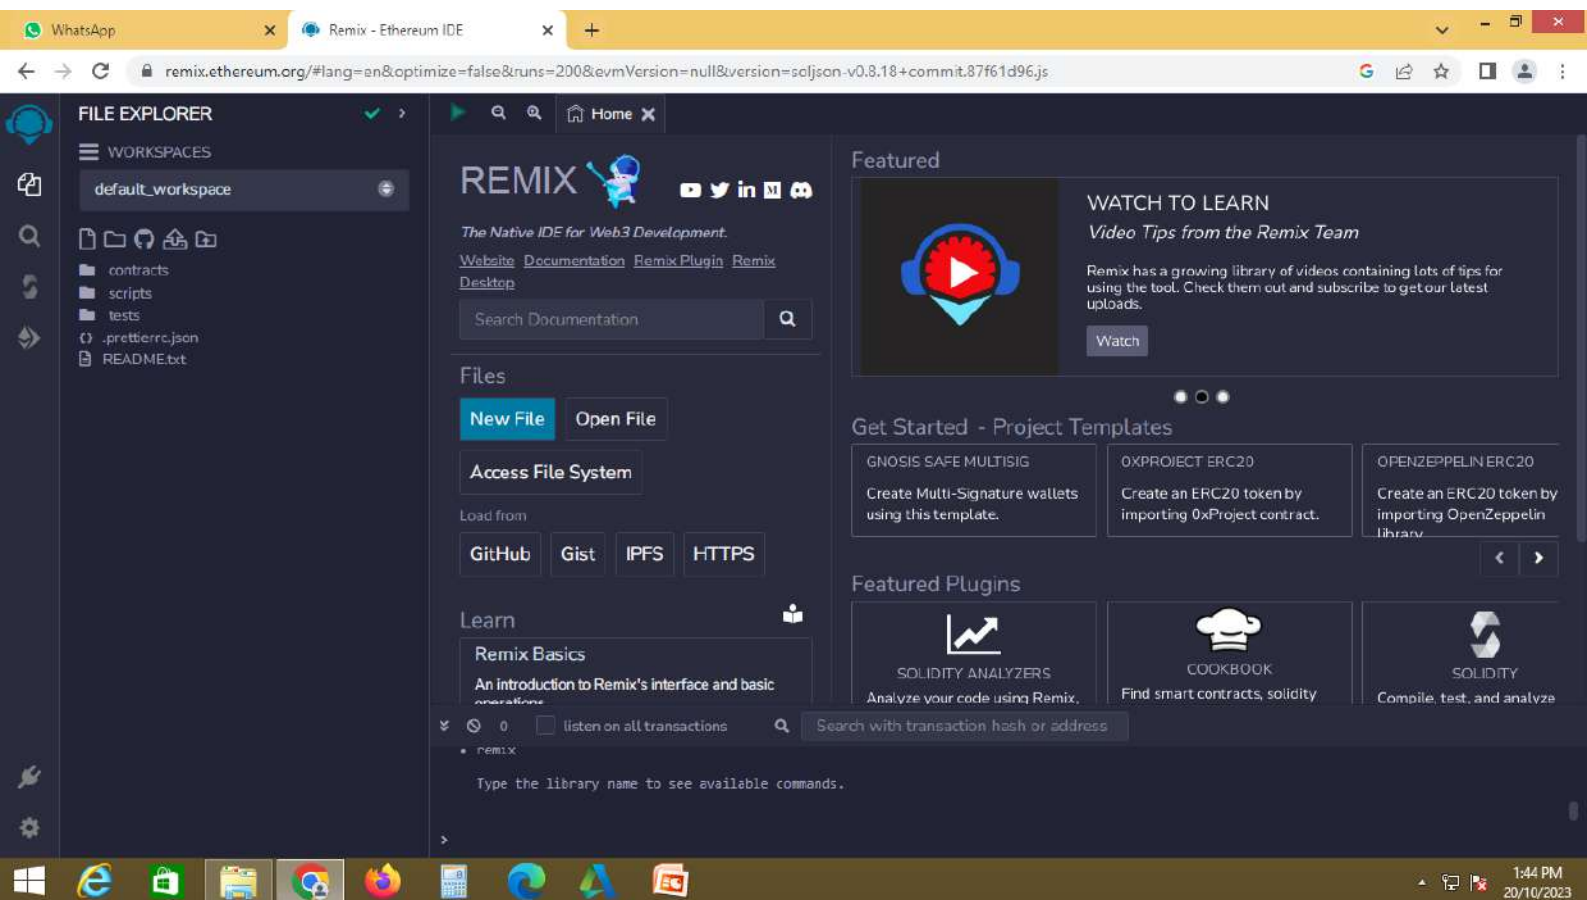 WhatsApp
Remix - Ethereum IDE
remix.ethereum.org/#lang=en&optimize=false&runs=200&evmVersion=null&version=soljson-v0.8.18+commit.87f61d96.js
FILE EXPLORER
WORKSPACES
default_workspace
contracts
scripts
tests
.prettierrc.json
README.txt
Home
REMIX
The Native IDE for Web3 Development.
Website Documentation Remix Plugin Remix
Desktop
Search Documentation
Files
New File Open File
Access File System
Load from
GitHub Gist IPFS HTTPS
Learn
Remix Basics
An introduction to Remix's interface and basic
operations
Featured
WATCH TO LEARN
Video Tips from the Remix Team
Remix has a growing library of videos containing lots of tips for
using the tool. Check them out and subscribe to get our latest
uploads.
Watch
Get Started - Project Templates
GNOSIS SAFE MULTISIG
Create Multi-Signature wallets
using this template.
0XPROJECT ERC20
Create an ERC20 token by
importing 0xProject contract.
OPENZEPPELIN ERC20
Create an ERC20 token by
importing OpenZeppelin
library
Featured Plugins
SOLIDITY ANALYZERS
Analyze your code using Remix,
COOKBOOK
Find smart contracts, solidity
SOLIDITY
Compile, test, and analyze
0
listen on all transactions
Search with transaction hash or address
• remix
Type the library name to see available commands.
>
1:44 PM
20/10/2023